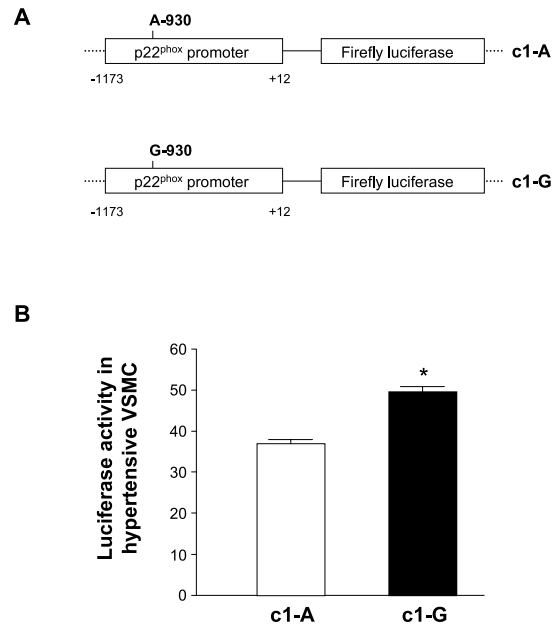 A
A-930
p22phox promoter
Firefly luciferase
c1-A
-1173
+12
G-930
p22phox promoter
Firefly luciferase
c1-G
-1173
+12
B
Luciferase activity in
hypertensive VSMC
60
50
40
30
20
10
0
*
c1-A
c1-G